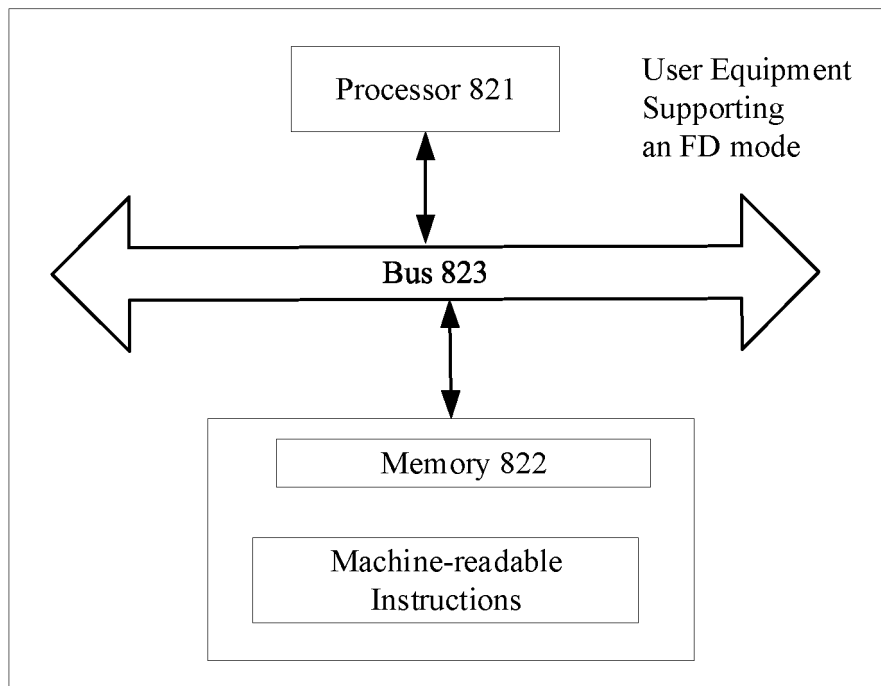 Processor 821
User Equipment
Supporting
an FD mode
Bus 823
Memory 822
Machine-readable
Instructions